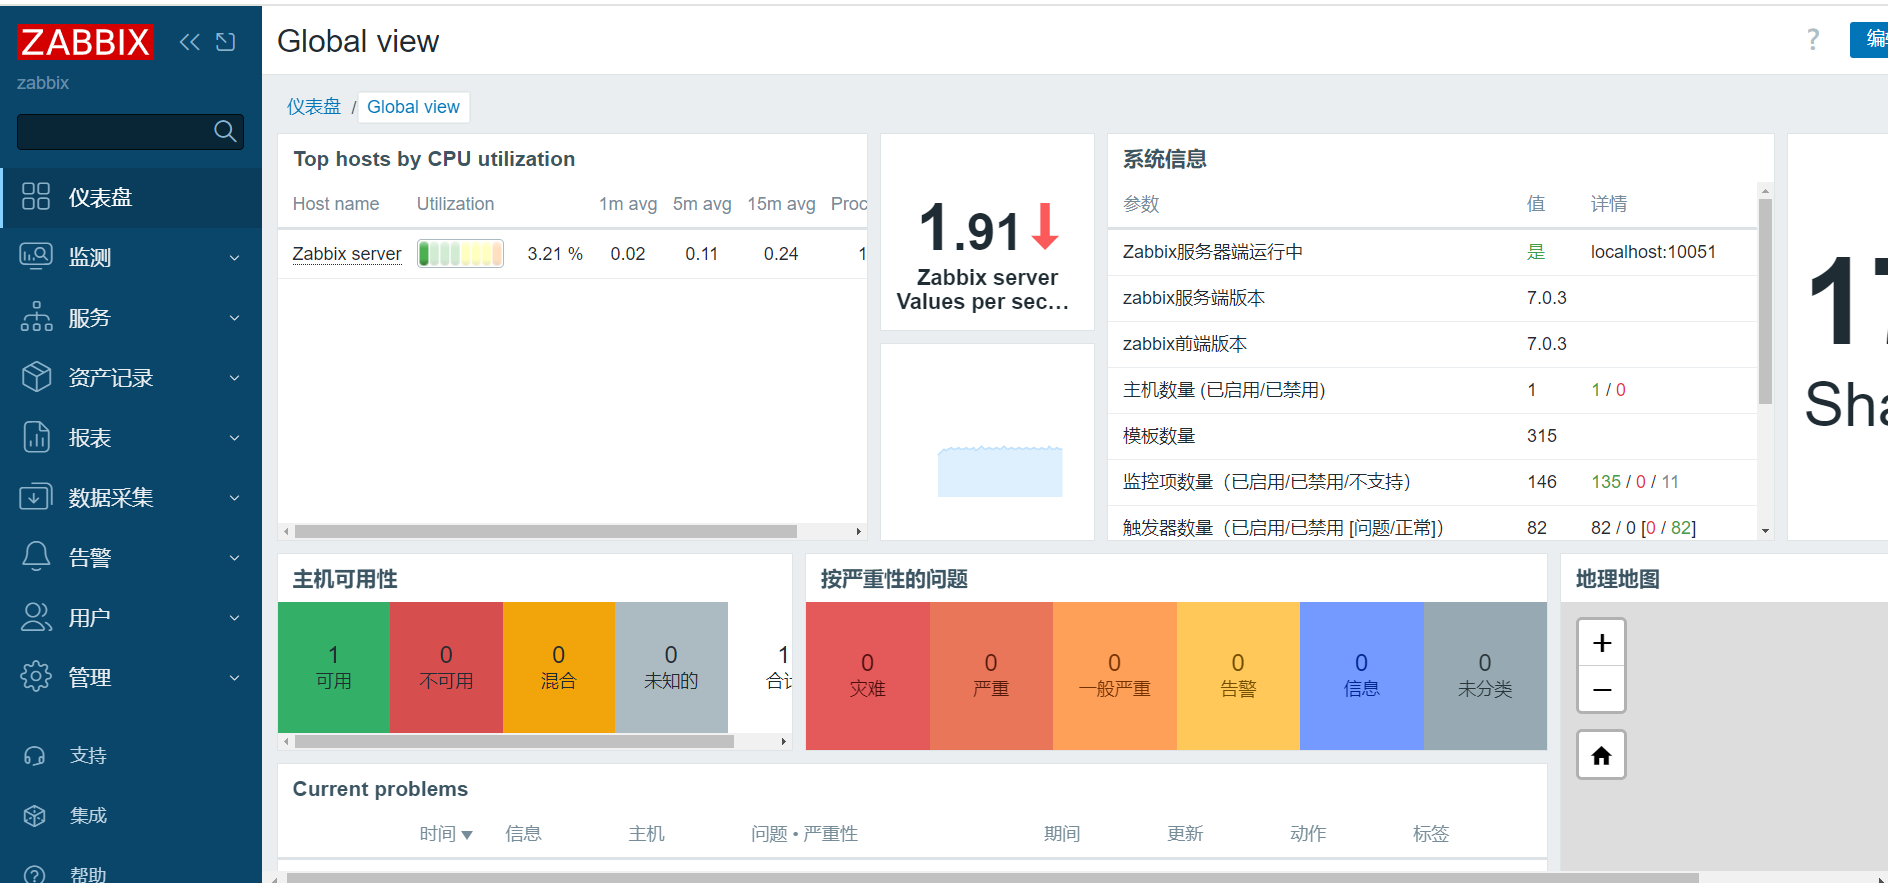 ZABBIX
zabbix
仪表盘
监测
服务
资产记录
报表
数据采集
告警
用户
管理
支持
集成
帮助
Global view
?
仪表盘 / Global view
Top hosts by CPU utilization
Host name Utilization 1m avg 5m avg 15m avg Proc
Zabbix server 3.21 % 0.02 0.11 0.24 1
1.91
Zabbix server
Values per sec...
系统信息
参数 值 详情
Zabbix服务器端运行中 是 localhost:10051
zabbix服务端版本 7.0.3
zabbix前端版本 7.0.3
主机数量 (已启用/已禁用) 1 1 / 0
模板数量 315
监控项数量（已启用/已禁用/不支持） 146 135 / 0 / 11
触发器数量（已启用/已禁用 [问题/正常]） 82 82 / 0 [0 / 82]
主机可用性
1 可用
0 不可用
0 混合
0 未知的
1
按严重性的问题
0 灾难
0 严重
0 一般严重
0 告警
0 信息
0 未分类
地理地图
+
−
Current problems
时间 信息 主机 问题 • 严重性 期间 更新 动作 标签